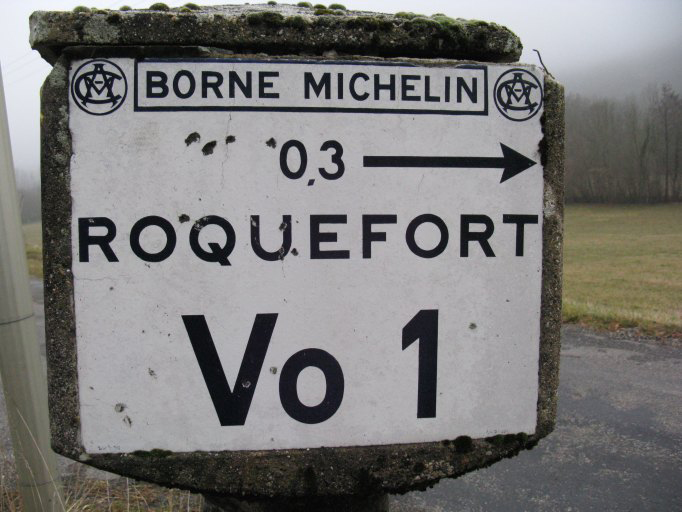 BORNE MICHELIN
0,3
ROQUEFORT
Vo 1